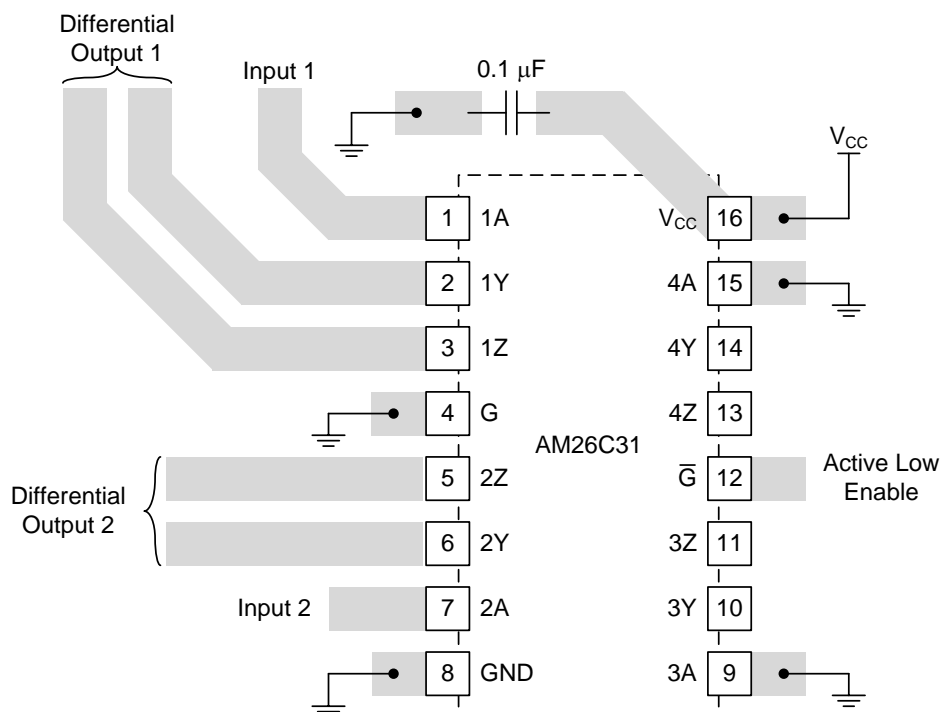 Differential
Output 1
Input 1
0.1 μF
V_CC
1 1A
V_CC 16
2 1Y
4A 15
3 1Z
4Y 14
4 G
4Z 13
AM26C31
5 2Z
G̅ 12
Active Low
Enable
Differential
Output 2
6 2Y
3Z 11
Input 2
7 2A
3Y 10
8 GND
3A 9